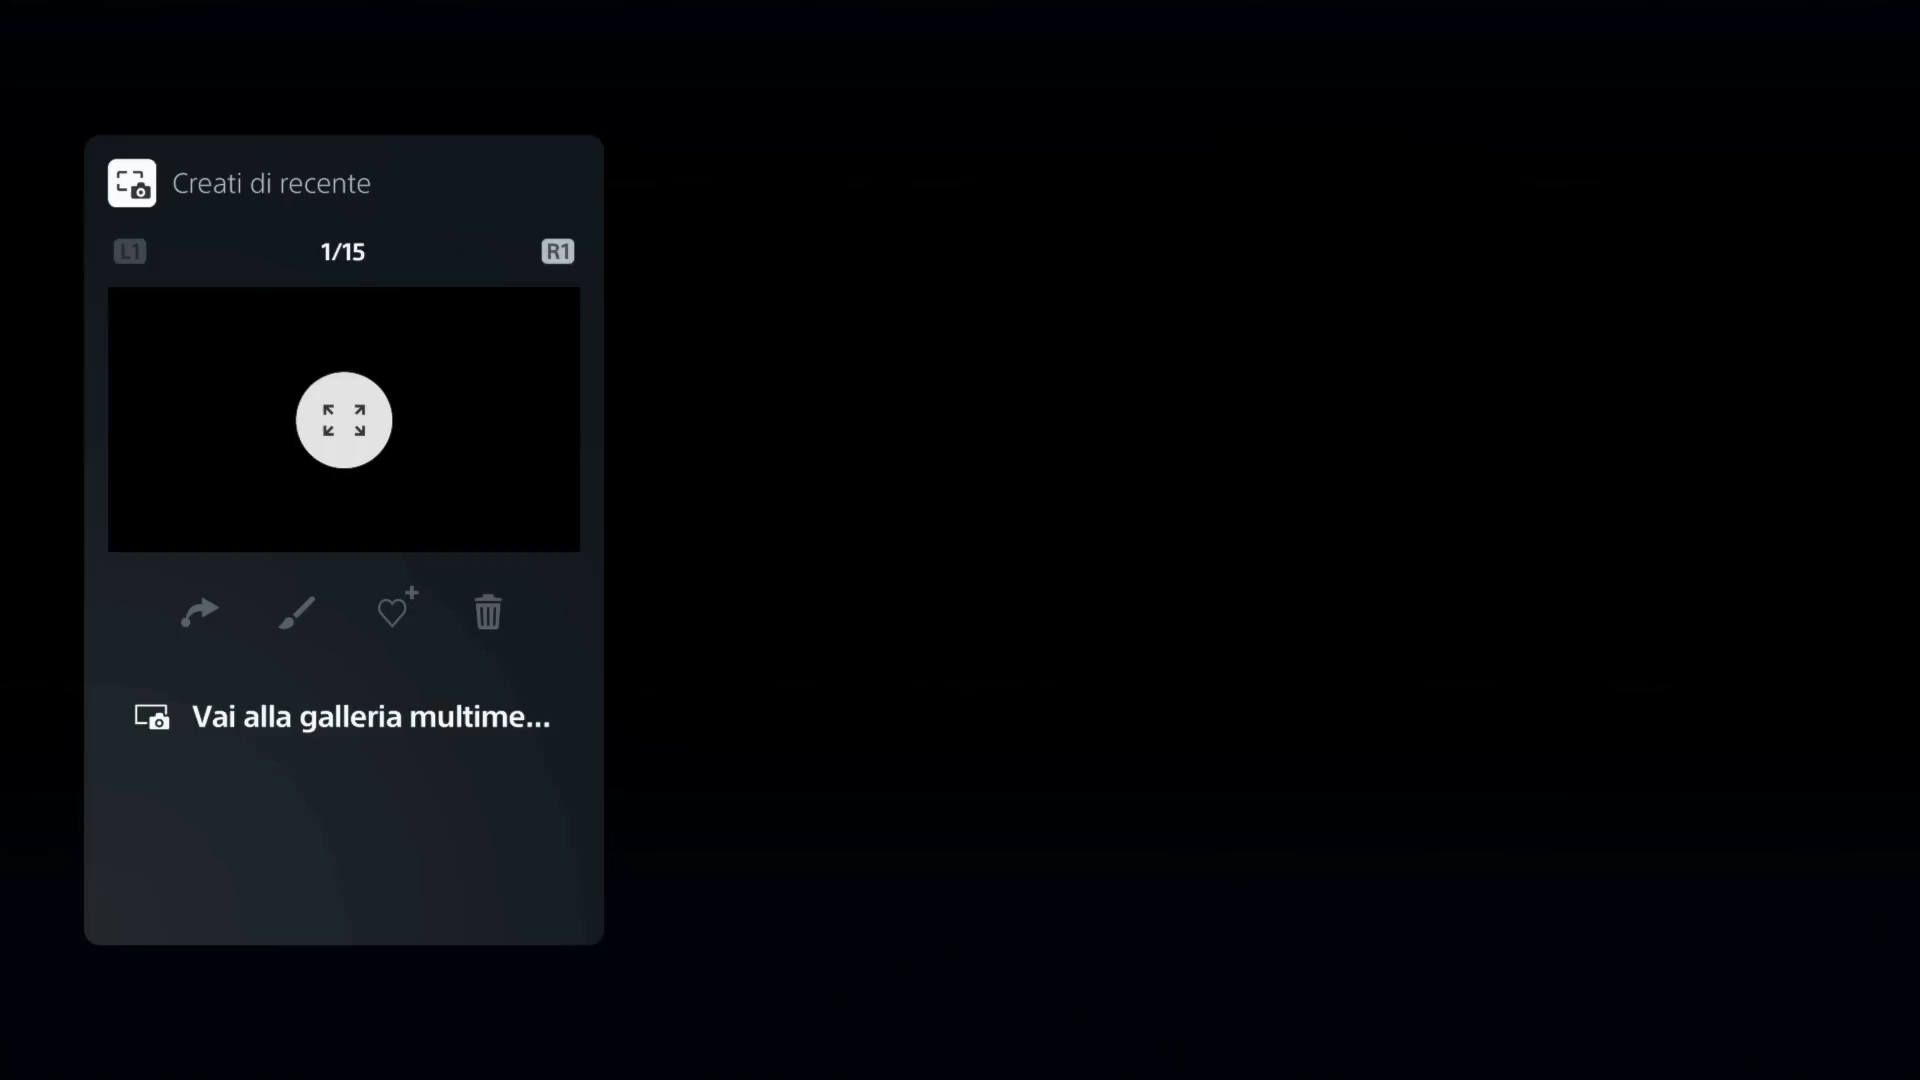 Creati di recente
L1
1/15
R1
Vai alla galleria multime...